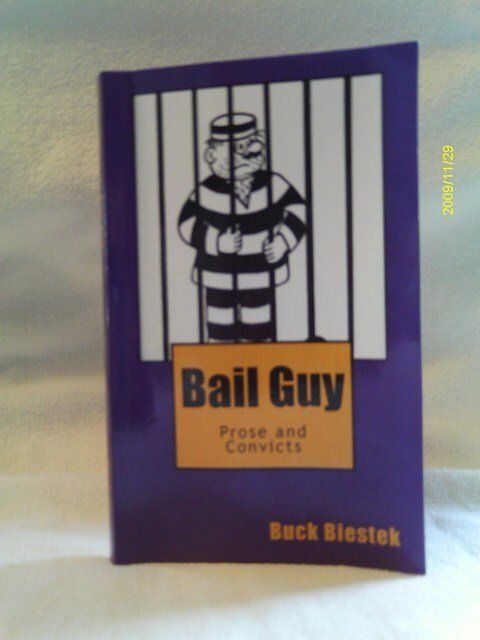 Bail Guy
Prose and
Convicts
Buck Biestek
2009/11/29